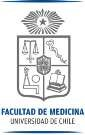 FACULTAD DE MEDICINA
UNIVERSIDAD DE CHILE